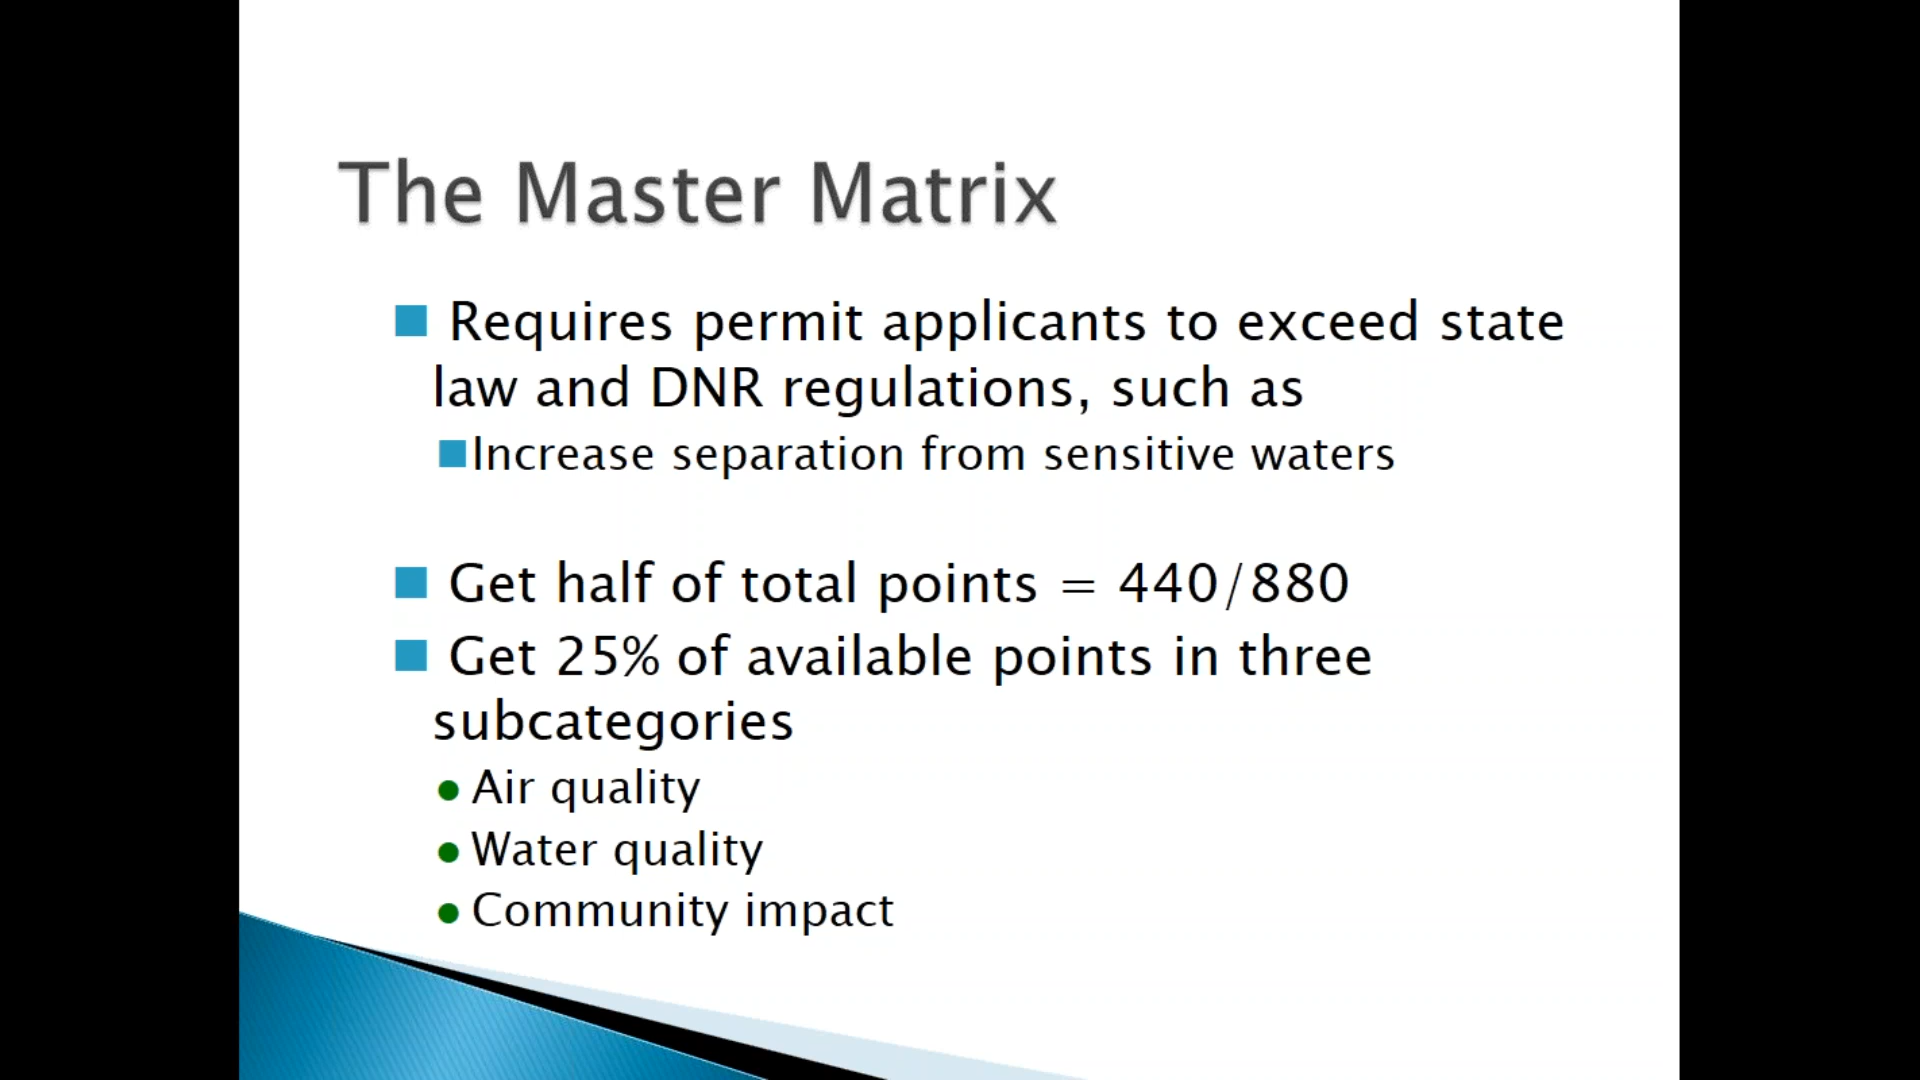 The Master Matrix
Requires permit applicants to exceed state
law and DNR regulations, such as
Increase separation from sensitive waters
Get half of total points = 440/880
Get 25% of available points in three
subcategories
Air quality
Water quality
Community impact